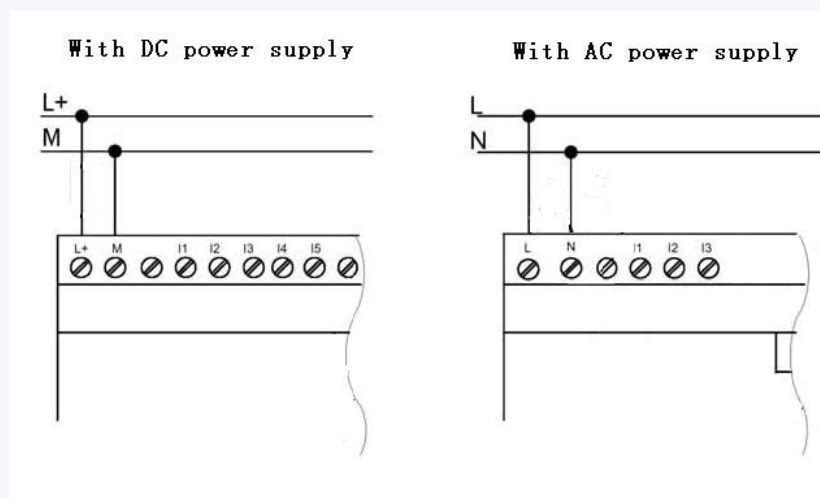 With DC power supply
L+
M
L+ M I1 I2 I3 I4 I5
With AC power supply
L
N
L N I1 I2 I3